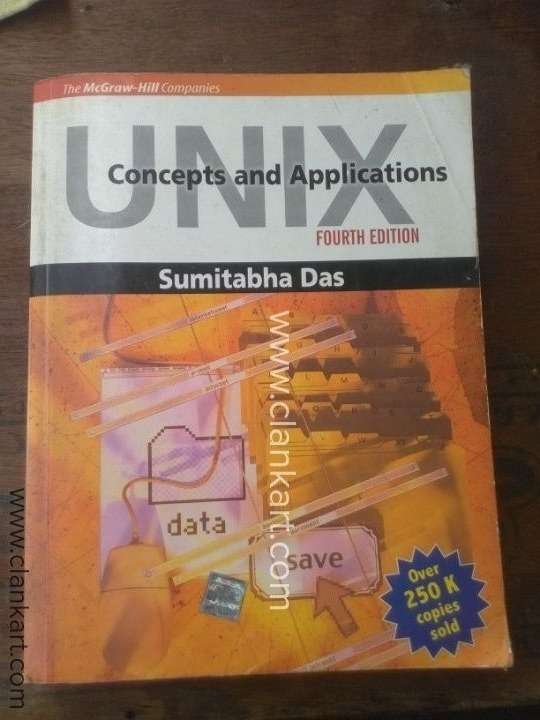 The McGraw-Hill Companies
UNIX
Concepts and Applications
FOURTH EDITION
Sumitabha Das
data
save
Over
250 K
copies
sold
www.clankart.com
www.clankart.com